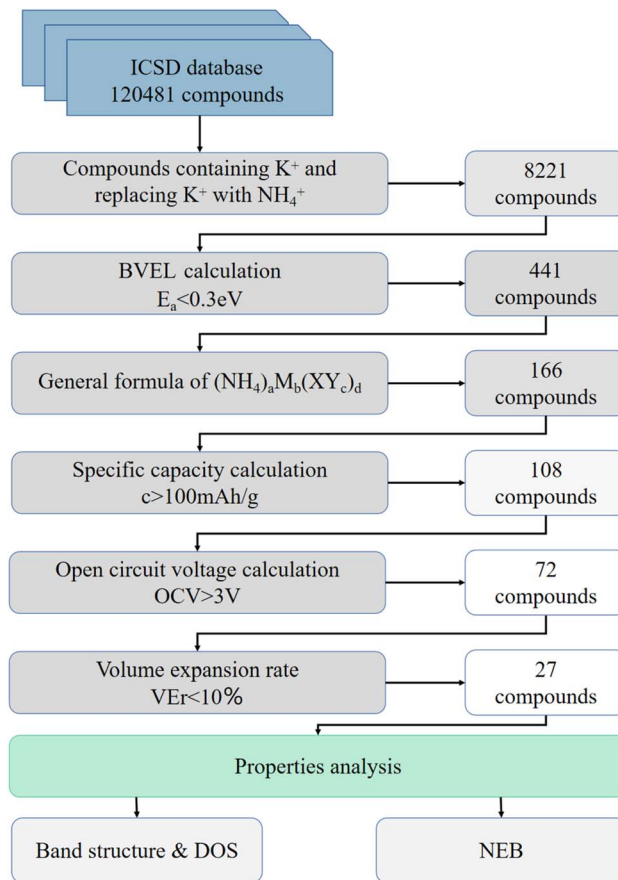 ICSD database
120481 compounds
Compounds containing K⁺ and
replacing K⁺ with NH₄⁺
8221
compounds
BVEL calculation
Eₐ<0.3eV
441
compounds
General formula of (NH₄)ₐM_b(XY_c)_d
166
compounds
Specific capacity calculation
c>100mAh/g
108
compounds
Open circuit voltage calculation
OCV>3V
72
compounds
Volume expansion rate
VEr<10%
27
compounds
Properties analysis
Band structure & DOS
NEB